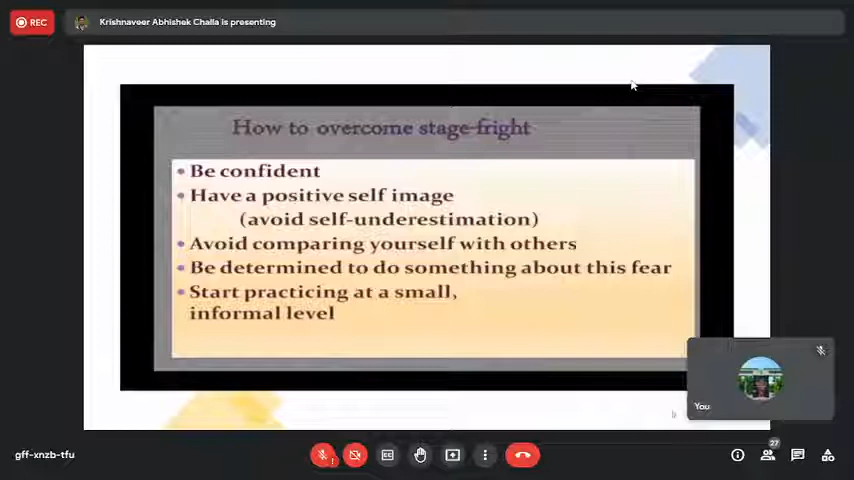 REC
Krishnaveer Abhishek Challa is presenting
How to overcome stage-fright
• Be confident
• Have a positive self image
(avoid self-underestimation)
• Avoid comparing yourself with others
• Be determined to do something about this fear
• Start practicing at a small,
informal level
You
gff-xnzb-tfu
27